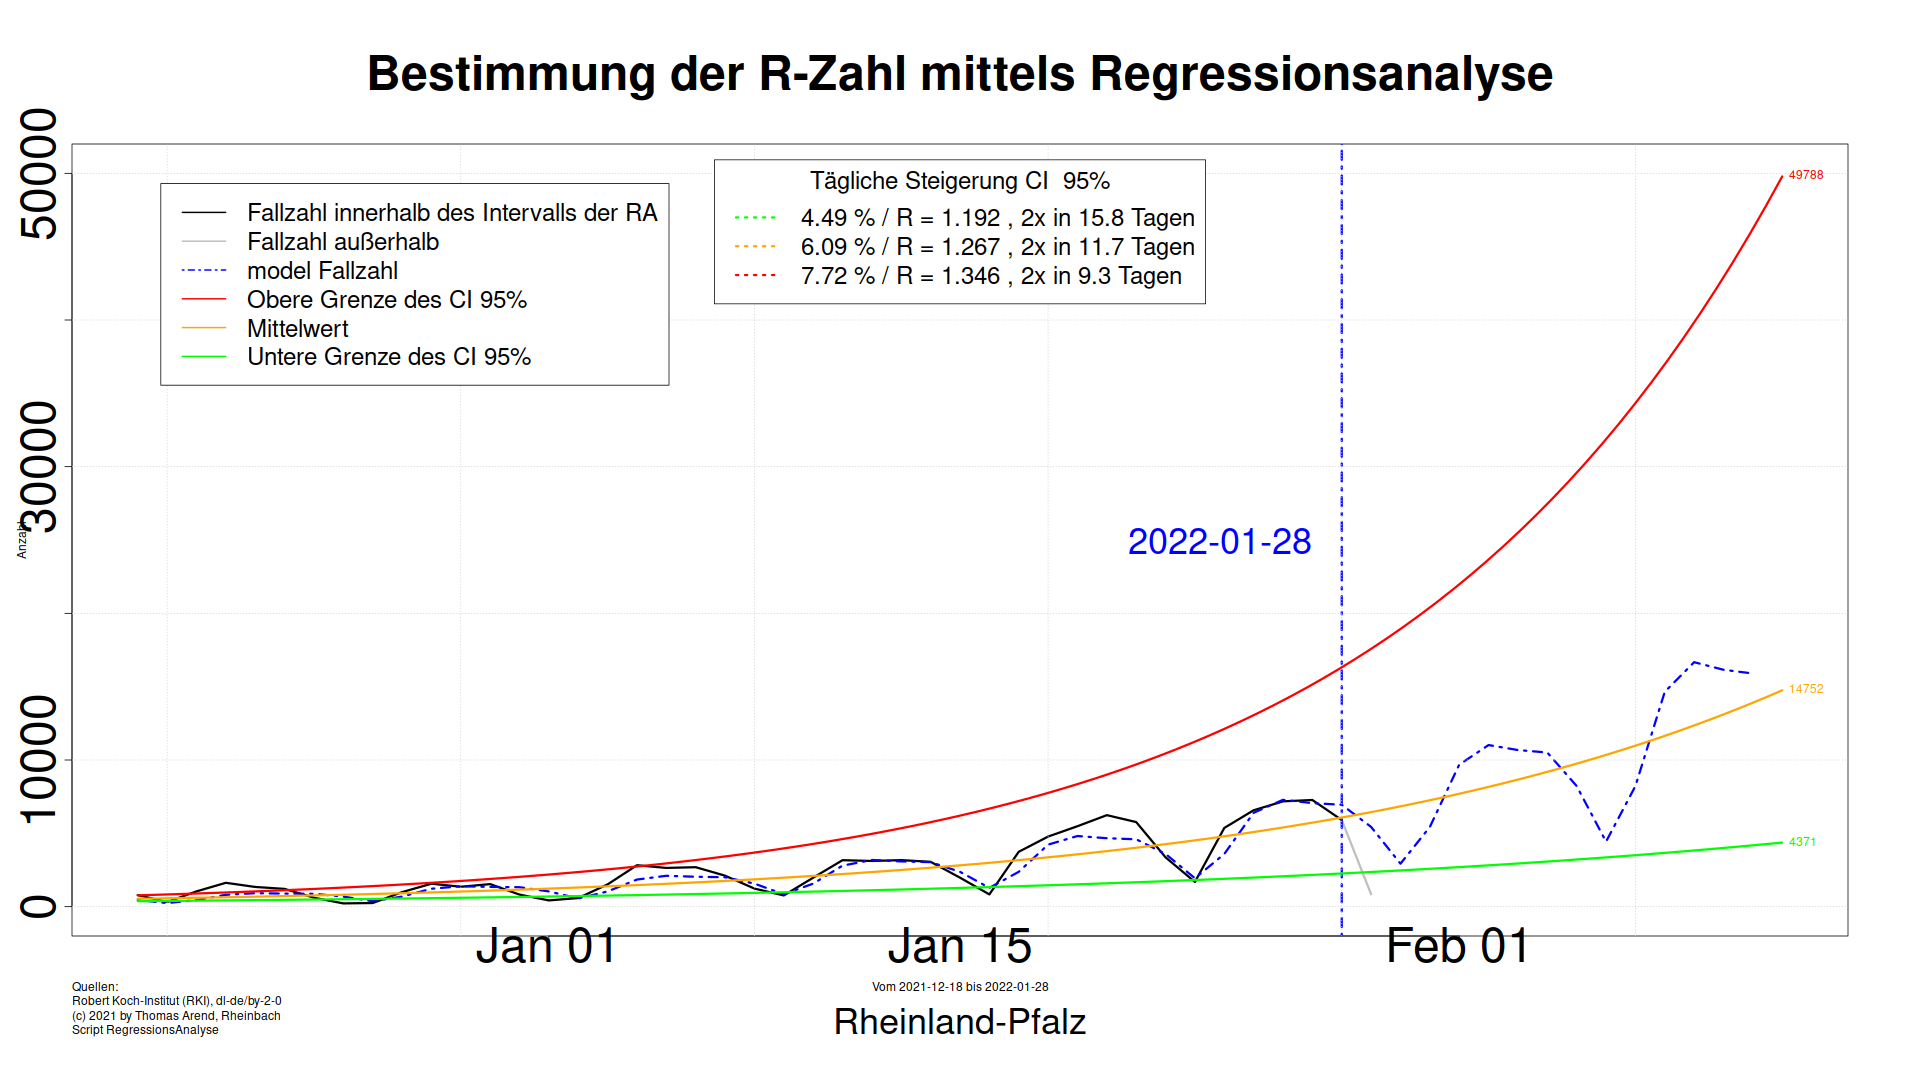 Bestimmung der R-Zahl mittels Regressionsanalyse
Anzahl
50000
30000
10000
0
Fallzahl innerhalb des Intervalls der RA
Fallzahl außerhalb
model Fallzahl
Obere Grenze des CI 95%
Mittelwert
Untere Grenze des CI 95%
Tägliche Steigerung CI 95%
4.49 % / R = 1.192 , 2x in 15.8 Tagen
6.09 % / R = 1.267 , 2x in 11.7 Tagen
7.72 % / R = 1.346 , 2x in 9.3 Tagen
49788
2022-01-28
14752
4371
Jan 01
Jan 15
Feb 01
Quellen:
Robert Koch-Institut (RKI), dl-de/by-2-0
(c) 2021 by Thomas Arend, Rheinbach
Script RegressionsAnalyse
Vom 2021-12-18 bis 2022-01-28
Rheinland-Pfalz